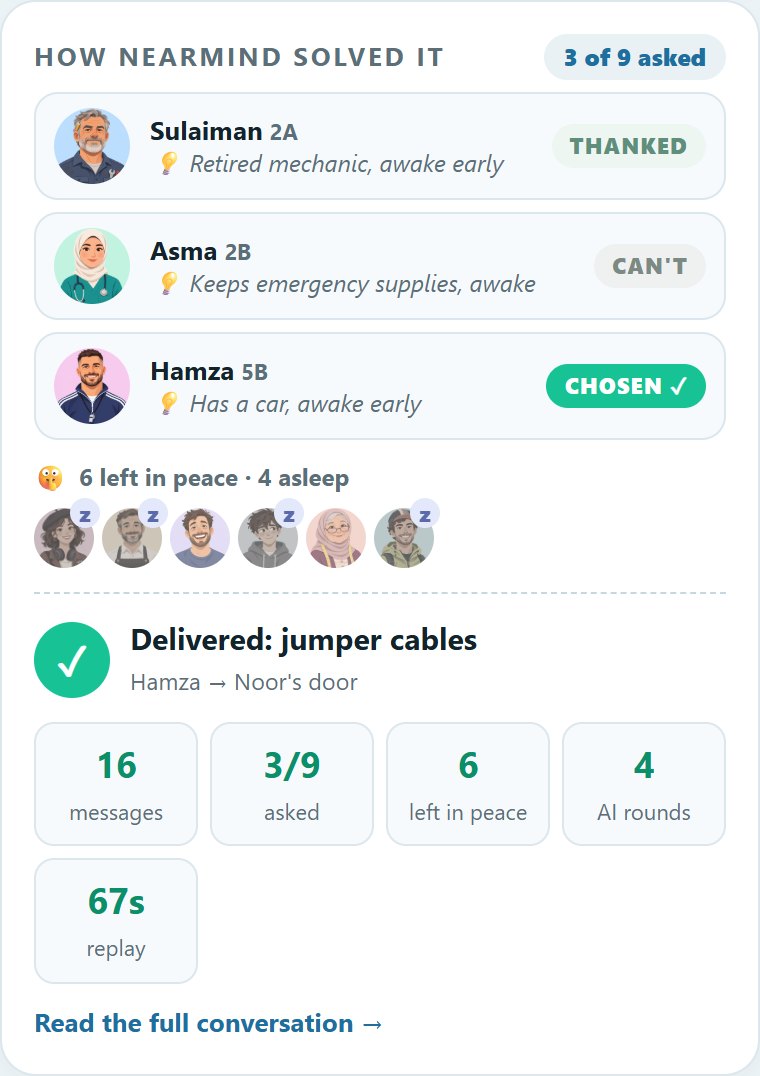 HOW NEARMIND SOLVED IT
3 of 9 asked
Sulaiman 2A
💡 Retired mechanic, awake early
THANKED
Asma 2B
💡 Keeps emergency supplies, awake
CAN'T
Hamza 5B
💡 Has a car, awake early
CHOSEN ✓
🤫 6 left in peace · 4 asleep
z z z z
✓
Delivered: jumper cables
Hamza → Noor's door
16
messages
3/9
asked
6
left in peace
4
AI rounds
67s
replay
Read the full conversation →